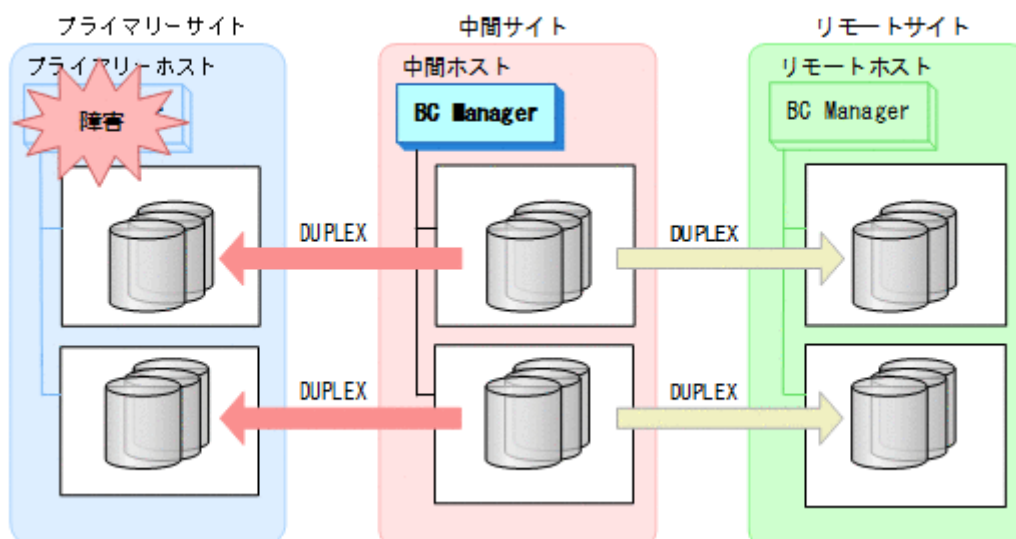 プライマリーサイト
中間サイト
リモートサイト
プライマリーホスト
中間ホスト
リモートホスト
障害
BC Manager
BC Manager
DUPLEX
DUPLEX
DUPLEX
DUPLEX